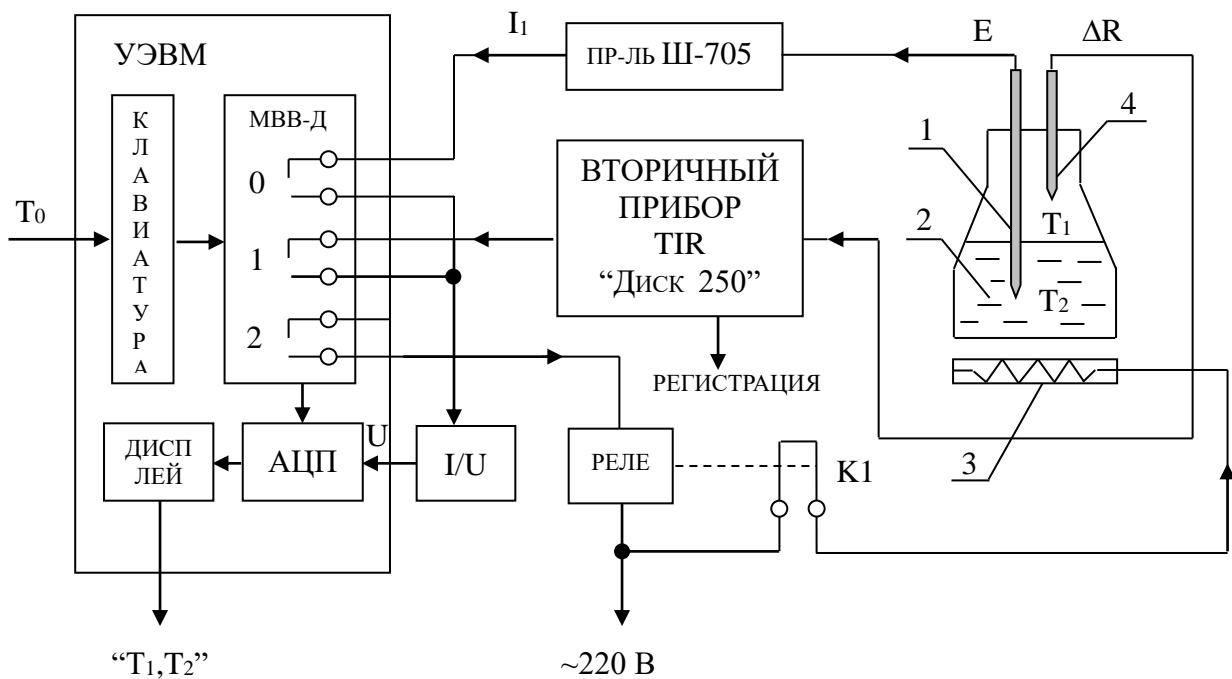 УЭВМ
I1
ПР-ЛЬ Ш-705
E
ΔR
КЛАВИАТУРА
МВВ-Д
0
1
2
T0
ВТОРИЧНЫЙ
ПРИБОР
TIR
“ДИСК 250”
РЕГИСТРАЦИЯ
1
4
2
T1
T2
3
ДИСП
ЛЕЙ
АЦП
U
I/U
РЕЛЕ
K1
“T1,T2”
~220 В